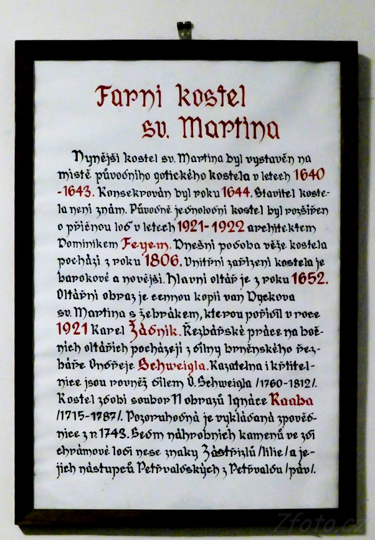 Farní kostel
sv. Martina
Nynější kostel sv. Martina byl vystavěn na
místě původního gotického kostela v letech 1640
-1643. Konsekrován byl roku 1644. Stavitel koste-
la není znám. Původně jednolodní kostel byl rozšířen
o příčnou loď v letech 1921-1922 architektem
Dominikem Feyem. Dnešní podoba věže kostela
pochází z roku 1806. Vnitřní zařízení kostela je
barokové a novější. Hlavní oltář je z roku 1652.
Oltářní obraz je cennou kopií van Dyckova
sv. Martina s žebrákem, kterou pořídil v roce
1921 Karel Žádník. Řezbářské práce na boč-
ních oltářích pocházejí z dílny brněnského řez-
báře Ondřeje Schweigla. Kazatelna i křtitel-
nice jsou rovněž dílem O. Schweigla /1760-1812/.
Kostel zdobí soubor 11 obrazů Ignáce Raaba
/1715-1787/. Pozoruhodná je vykládaná zpověd-
nice z r. 1743. Sedm náhrobních kamenů ve zdi
chrámové lodi nese znaky Zástřizlů /lilie/ a je-
jich nástupců Petřvaldských z Petřvaldu /páv/.
Zfoto.cz